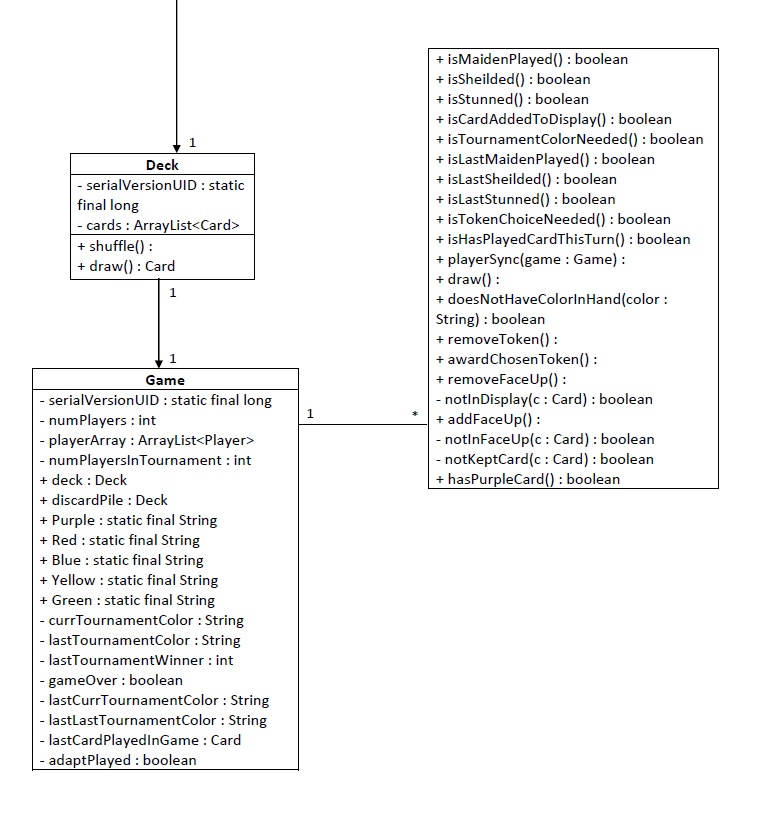 1
Deck
- serialVersionUID : static
final long
- cards : ArrayList<Card>
+ shuffle() :
+ draw() : Card
1
1
Game
- serialVersionUID : static final long
- numPlayers : int
- playerArray : ArrayList<Player>
- numPlayersInTournament : int
+ deck : Deck
+ discardPile : Deck
+ Purple : static final String
+ Red : static final String
+ Blue : static final String
+ Yellow : static final String
+ Green : static final String
- currTournamentColor : String
- lastTournamentColor : String
- lastTournamentWinner : int
- gameOver : boolean
- lastCurrTournamentColor : String
- lastLastTournamentColor : String
- lastCardPlayedInGame : Card
- adaptPlayed : boolean
1
*
+ isMaidenPlayed() : boolean
+ isSheilded() : boolean
+ isStunned() : boolean
+ isCardAddedToDisplay() : boolean
+ isTournamentColorNeeded() : boolean
+ isLastMaidenPlayed() : boolean
+ isLastSheilded() : boolean
+ isLastStunned() : boolean
+ isTokenChoiceNeeded() : boolean
+ isHasPlayedCardThisTurn() : boolean
+ playerSync(game : Game) :
+ draw() :
+ doesNotHaveColorInHand(color :
String) : boolean
+ removeToken() :
+ awardChosenToken() :
+ removeFaceUp() :
- notInDisplay(c : Card) : boolean
+ addFaceUp() :
- notInFaceUp(c : Card) : boolean
- notKeptCard(c : Card) : boolean
+ hasPurpleCard() : boolean